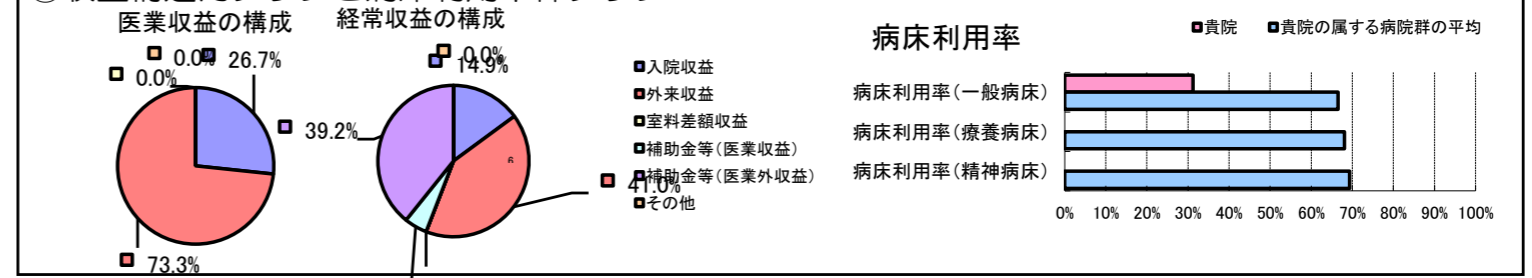 医業収益の構成
0.0%
0.0%
26.7%
73.3%
経常収益の構成
0.0%
14.9%
39.2%
41.0%
入院収益
外来収益
室料差額収益
補助金等(医業収益)
補助金等(医業外収益)
その他
病床利用率
貴院
貴院の属する病院群の平均
病床利用率(一般病床)
病床利用率(療養病床)
病床利用率(精神病床)
0% 10% 20% 30% 40% 50% 60% 70% 80% 90% 100%